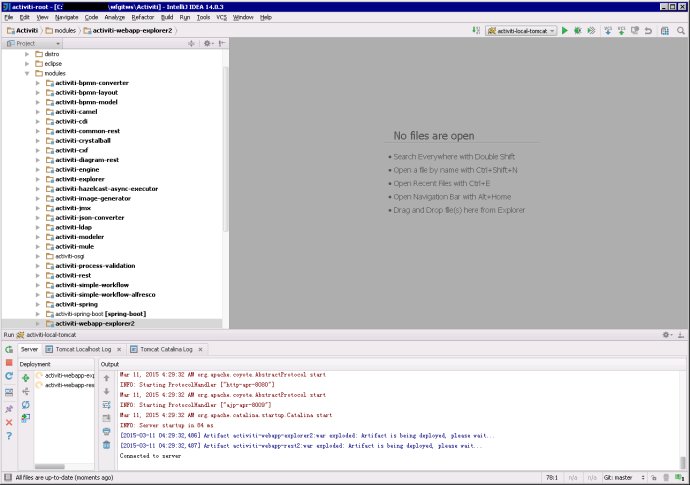 activiti-root - [C:\wfgitws\Activiti] - IntelliJ IDEA 14.0.3
File Edit View Navigate Code Analyze Refactor Build Run Tools VCS Window Help
Activiti modules activiti-webapp-explorer2 activiti-local-tomcat
Project
distro
eclipse
modules
activiti-bpmn-converter
activiti-bpmn-layout
activiti-bpmn-model
activiti-camel
activiti-cdi
activiti-common-rest
activiti-crystalball
activiti-cxf
activiti-diagram-rest
activiti-engine
activiti-explorer
activiti-hazelcast-async-executor
activiti-image-generator
activiti-jmx
activiti-json-converter
activiti-ldap
activiti-modeler
activiti-mule
activiti-osgi
activiti-process-validation
activiti-rest
activiti-simple-workflow
activiti-simple-workflow-alfresco
activiti-spring
activiti-spring-boot [spring-boot]
activiti-webapp-explorer2
No files are open
• Search Everywhere with Double Shift
• Open a file by name with Ctrl+Shift+N
• Open Recent Files with Ctrl+E
• Open Navigation Bar with Alt+Home
• Drag and Drop file(s) here from Explorer
Run activiti-local-tomcat
Server Tomcat Localhost Log Tomcat Catalina Log
Deployment
activiti-webapp-exp
activiti-webapp-res
Output
Mar 11, 2015 4:29:32 AM org.apache.coyote.AbstractProtocol start
INFO: Starting ProtocolHandler ["http-apr-8080"]
Mar 11, 2015 4:29:32 AM org.apache.coyote.AbstractProtocol start
INFO: Starting ProtocolHandler ["ajp-apr-8009"]
Mar 11, 2015 4:29:32 AM org.apache.catalina.startup.Catalina start
INFO: Server startup in 84 ms
[2015-03-11 04:29:32,486] Artifact activiti-webapp-explorer2:war exploded: Artifact is being deployed, please wait...
[2015-03-11 04:29:32,487] Artifact activiti-webapp-rest2:war exploded: Artifact is being deployed, please wait...
Connected to server
All files are up-to-date (moments ago) 78:1 n/a n/a Git: master